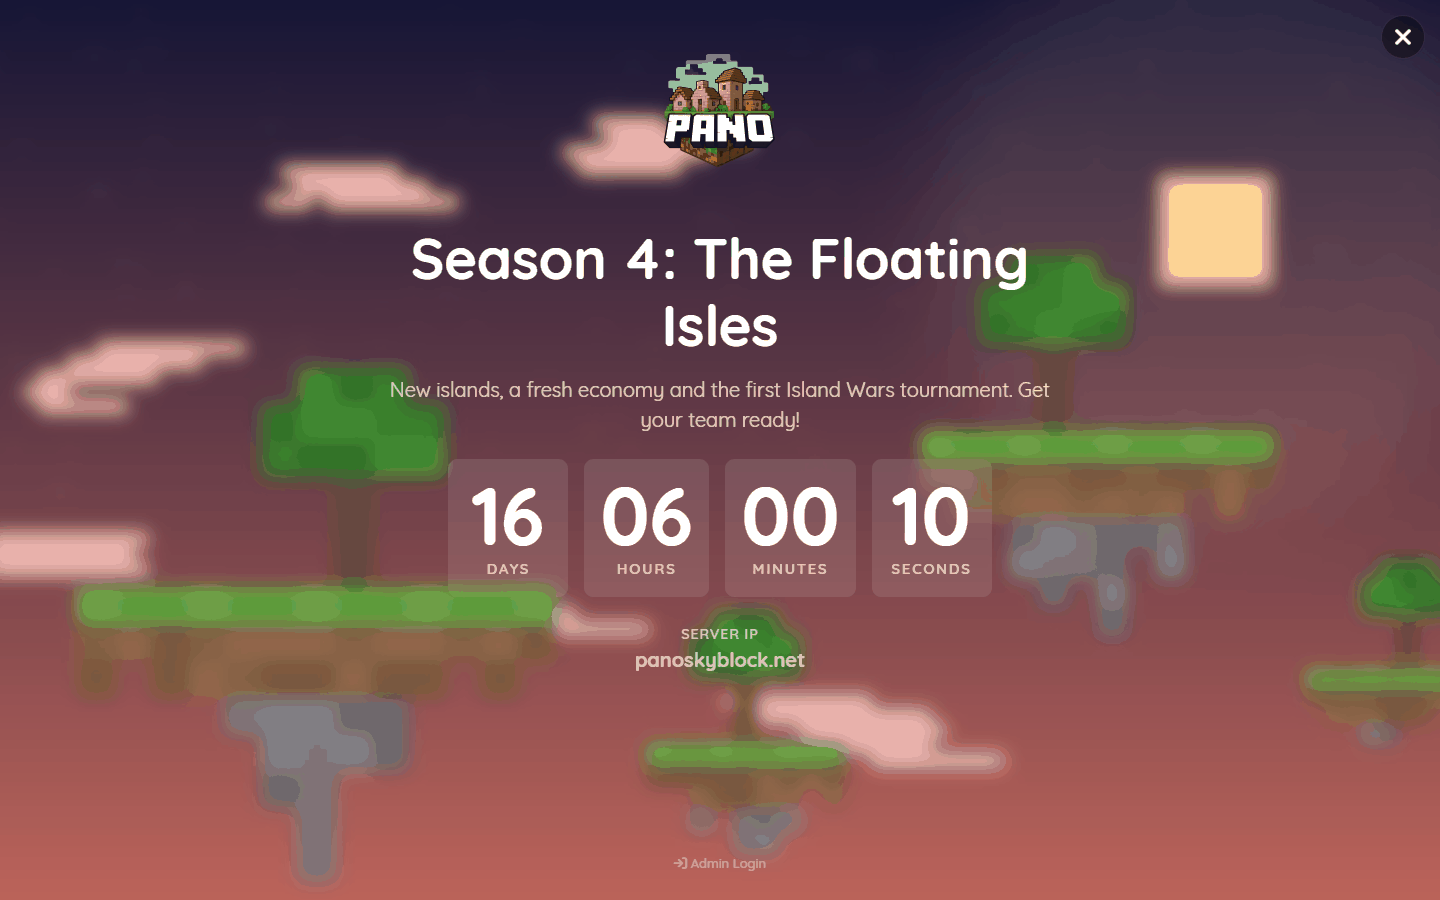 PANO
Season 4: The Floating
Isles
New islands, a fresh economy and the first Island Wars tournament. Get
your team ready!
16 06 00 10
DAYS HOURS MINUTES SECONDS
SERVER IP
panoskyblock.net
Admin Login